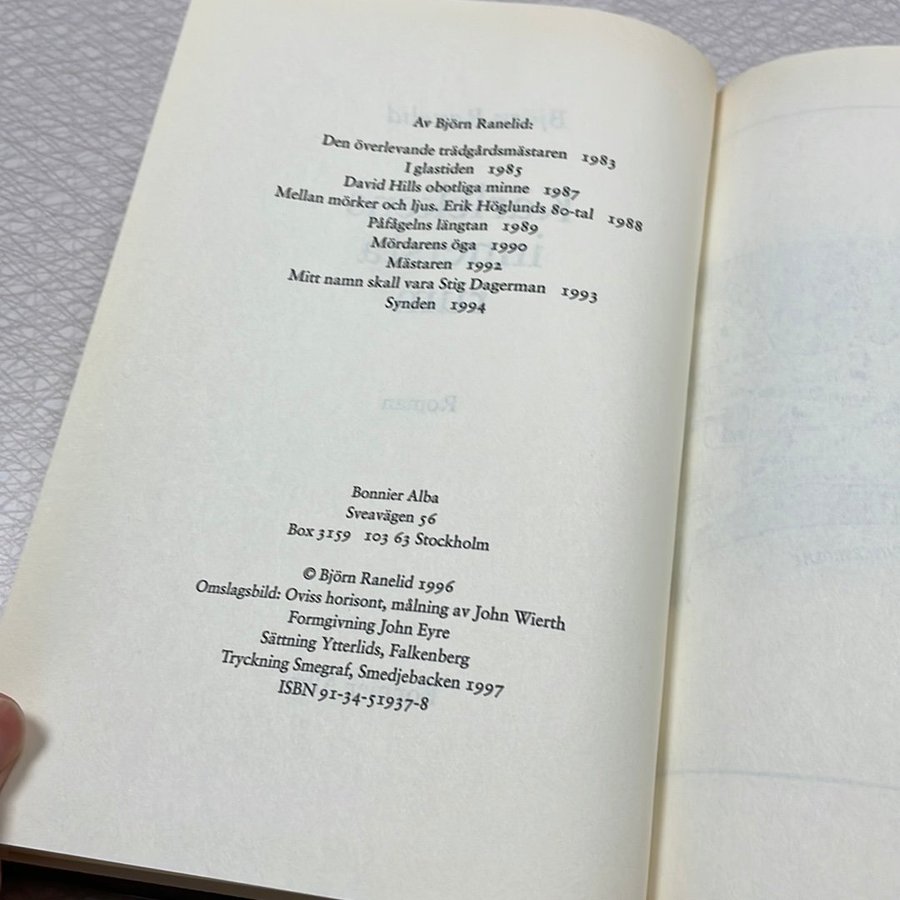 Av Björn Ranelid:
Den överlevande trädgårdsmästaren 1983
I glastiden 1985
David Hills obotliga minne 1987
Mellan mörker och ljus. Erik Höglunds 80-tal 1988
Påfågelns längtan 1989
Mördarens öga 1990
Mästaren 1992
Mitt namn skall vara Stig Dagerman 1993
Synden 1994
Roman
Bonnier Alba
Sveavägen 56
Box 3159 103 63 Stockholm
© Björn Ranelid 1996
Omslagsbild: Oviss horisont, målning av John Wierth
Formgivning John Eyre
Sättning Ytterlids, Falkenberg
Tryckning Smegraf, Smedjebacken 1997
ISBN 91-34-51937-8